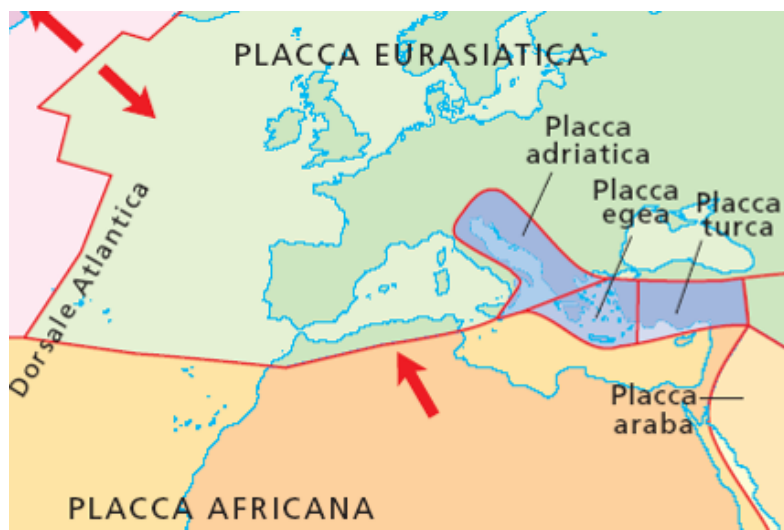 PLACCA EURASIATICA
Placca
adriatica
Placca
egea
Placca
turca
Dorsale Atlantica
Placca
araba
PLACCA AFRICANA